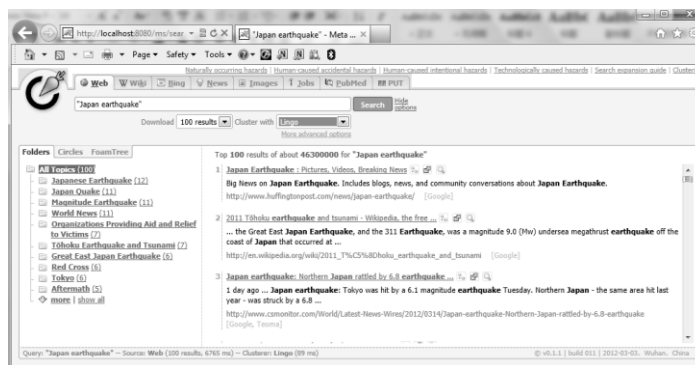 http://localhost:8080/ms/sear
"Japan earthquake" - Meta ...
Page Safety Tools
Naturally occurring hazards | Human-caused accidental hazards | Human-caused intentional hazards | Technologically caused hazards | Search expansion guide | Cluster
Web Wiki Bing News Images Jobs PubMed PUT
"Japan earthquake" Search Hide options
Download 100 results Cluster with Lingo
More advanced options
Folders Circles FoamTree
All Topics (100)
Japanese Earthquake (12)
Japan Quake (11)
Magnitude Earthquake (11)
World News (11)
Organizations Providing Aid and Relief
to Victims (7)
Tōhoku Earthquake and Tsunami (7)
Great East Japan Earthquake (6)
Red Cross (6)
Tokyo (6)
Aftermath (5)
more | show all
Top 100 results of about 46300000 for "Japan earthquake"
1 Japan Earthquake : Pictures, Videos, Breaking News
Big News on Japan Earthquake. Includes blogs, news, and community conversations about Japan Earthquake.
http://www.huffingtonpost.com/news/japan-earthquake/ [Google]
2 2011 Tōhoku earthquake and tsunami - Wikipedia, the free ...
... the Great East Japan Earthquake, and the 311 Earthquake, was a magnitude 9.0 (Mw) undersea megathrust earthquake off the
coast of Japan that occurred at ...
http://en.wikipedia.org/wiki/2011_T%C5%8Dhoku_earthquake_and_tsunami [Google]
3 Japan earthquake: Northern Japan rattled by 6.8 earthquake ...
1 day ago ... Japan earthquake: Tokyo was hit by a 6.1 magnitude earthquake Tuesday. Northern Japan - the same area hit last
year - was struck by a 6.8 ...
http://www.csmonitor.com/World/Latest-News-Wires/2012/0314/Japan-earthquake-Northern-Japan-rattled-by-6.8-earthquake
[Google, Teoma]
Query: "Japan earthquake" -- Source: Web (100 results, 6765 ms) -- Clusterer: Lingo (89 ms)
© v0.1.1 | build 011 | 2012-03-03. Wuhan. China